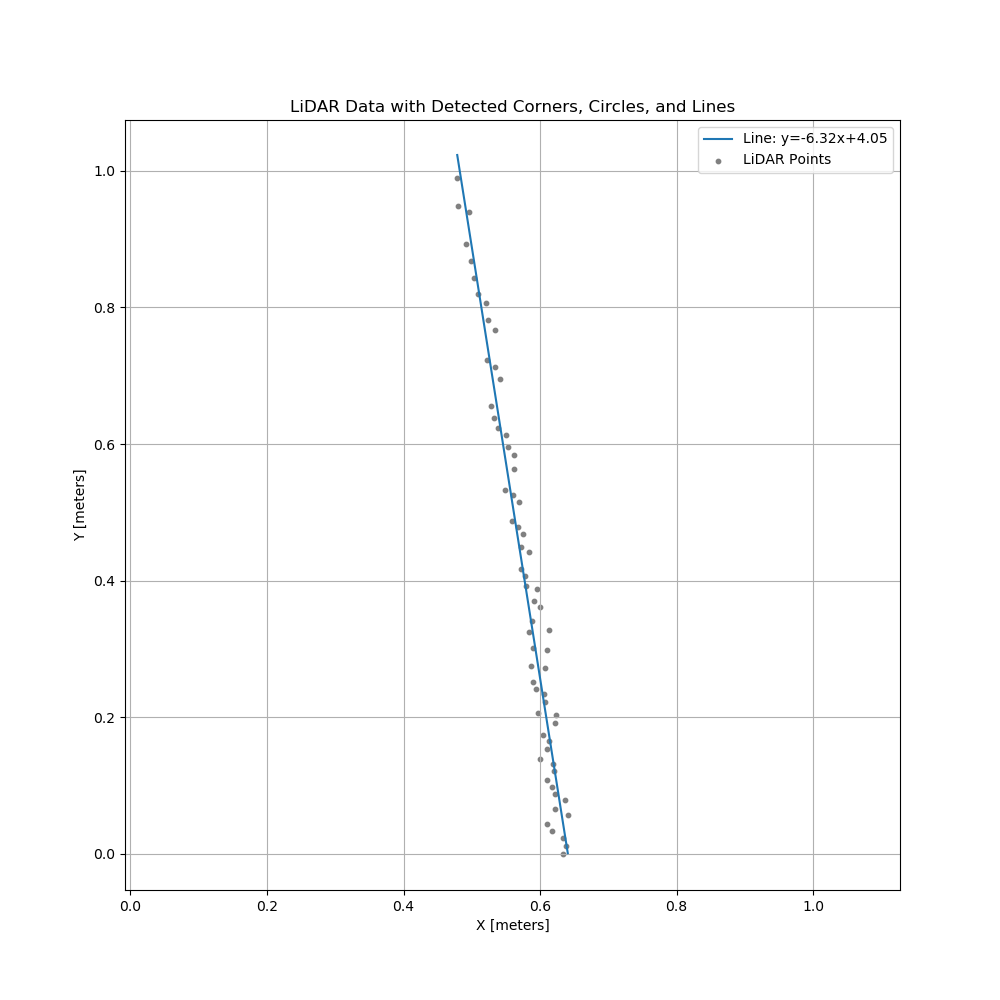 LiDAR Data with Detected Corners, Circles, and Lines
Line: y=-6.32x+4.05
LiDAR Points
1.0
0.8
0.6
0.4
0.2
0.0
Y [meters]
0.0 0.2 0.4 0.6 0.8 1.0
X [meters]